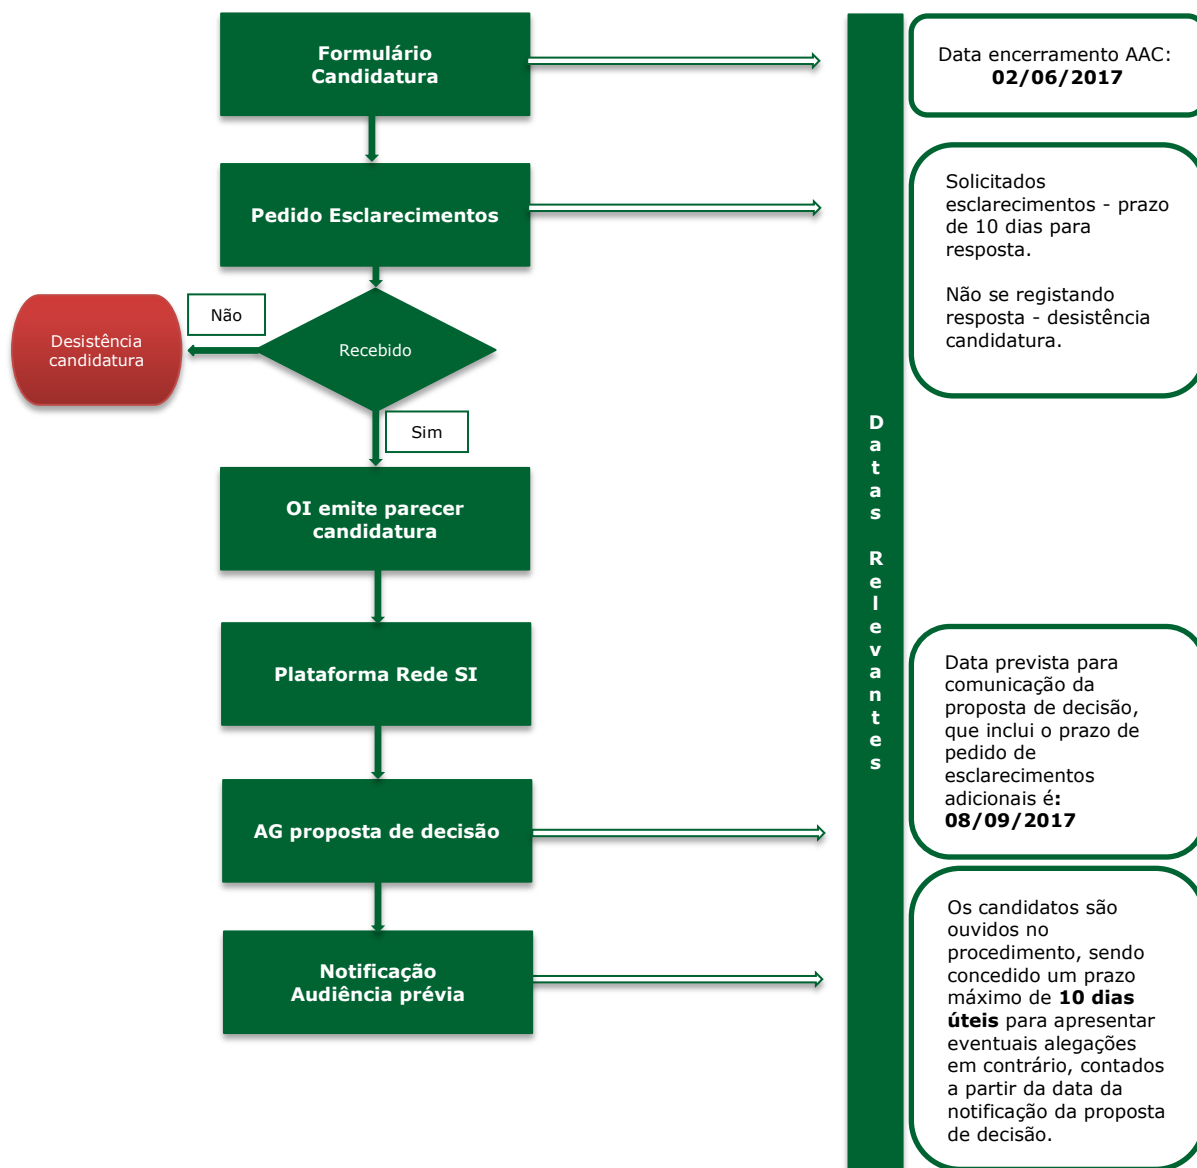 Formulário
Candidatura
Data encerramento AAC:
02/06/2017
Pedido Esclarecimentos
Solicitados
esclarecimentos - prazo
de 10 dias para
resposta.
Não se registando
resposta - desistência
candidatura.
Não
Desistência
candidatura
Recebido
Sim
OI emite parecer
candidatura
Datas Relevantes
Plataforma Rede SI
Data prevista para
comunicação da
proposta de decisão,
que inclui o prazo de
pedido de
esclarecimentos
adicionais é:
08/09/2017
AG proposta de decisão
Notificação
Audiência prévia
Os candidatos são
ouvidos no
procedimento, sendo
concedido um prazo
máximo de 10 dias
úteis para apresentar
eventuais alegações
em contrário, contados
a partir da data da
notificação da proposta
de decisão.